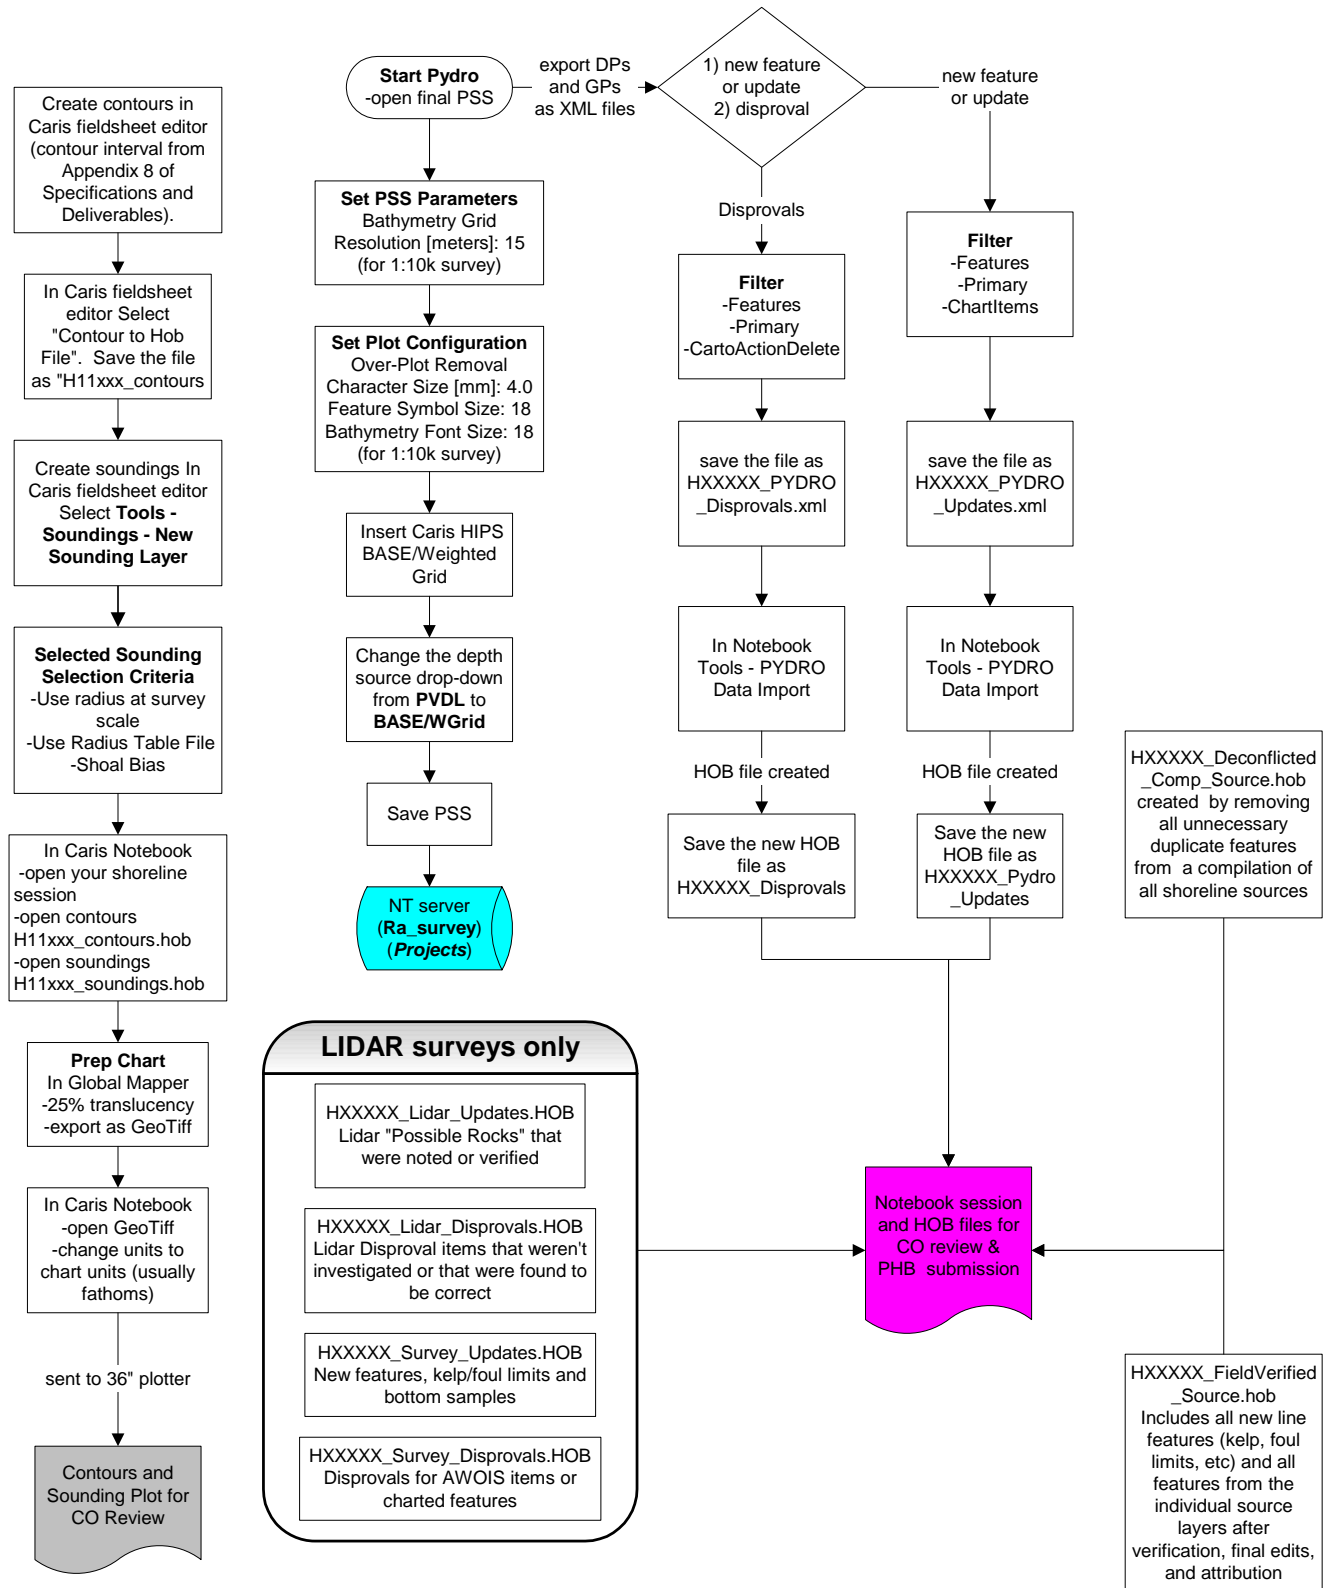 Create contours in
Caris fieldsheet editor
(contour interval from
Appendix 8 of
Specifications and
Deliverables).
In Caris fieldsheet
editor Select
"Contour to Hob
File".  Save the file
as "H11xxx_contours
Create soundings In
Caris fieldsheet editor
Select Tools -
Soundings - New
Sounding Layer
Selected Sounding
Selection Criteria
-Use radius at survey
scale
-Use Radius Table File
-Shoal Bias
In Caris Notebook
-open your shoreline
session
-open contours
H11xxx_contours.hob
-open soundings
H11xxx_soundings.hob
Prep Chart
In Global Mapper
-25% translucency
-export as GeoTiff
In Caris Notebook
-open GeoTiff
-change units to
chart units (usually
fathoms)
sent to 36" plotter
Contours and
Sounding Plot for
CO Review
Start Pydro
-open final PSS
export DPs
and GPs
as XML files
1) new feature
or update
2) disproval
new feature
or update
Set PSS Parameters
Bathymetry Grid
Resolution [meters]: 15
(for 1:10k survey)
Set Plot Configuration
Over-Plot Removal
Character Size [mm]: 4.0
Feature Symbol Size: 18
Bathymetry Font Size: 18
(for 1:10k survey)
Insert Caris HIPS
BASE/Weighted
Grid
Change the depth
source drop-down
from PVDL to
BASE/WGrid
Save PSS
NT server
(Ra_survey)
(Projects)
Disprovals
Filter
-Features
-Primary
-CartoActionDelete
save the file as
HXXXXX_PYDRO
_Disprovals.xml
In Notebook
Tools - PYDRO
Data Import
HOB file created
Save the new HOB
file as
HXXXXX_Disprovals
Filter
-Features
-Primary
-ChartItems
save the file as
HXXXXX_PYDRO
_Updates.xml
In Notebook
Tools - PYDRO
Data Import
HOB file created
Save the new
HOB file as
HXXXXX_Pydro
_Updates
HXXXXX_Deconflicted
_Comp_Source.hob
created  by removing
all unnecessary
duplicate features
from  a compilation of
all shoreline sources
LIDAR surveys only
HXXXXX_Lidar_Updates.HOB
Lidar "Possible Rocks" that
were noted or verified
HXXXXX_Lidar_Disprovals.HOB
Lidar Disproval items that weren't
investigated or that were found to
be correct
HXXXXX_Survey_Updates.HOB
New features, kelp/foul limits and
bottom samples
HXXXXX_Survey_Disprovals.HOB
Disprovals for AWOIS items or
charted features
Notebook session
and HOB files for
CO review &
PHB  submission
HXXXXX_FieldVerified
_Source.hob
Includes all new line
features (kelp, foul
limits, etc) and all
features from the
individual source
layers after
verification, final edits,
and attribution